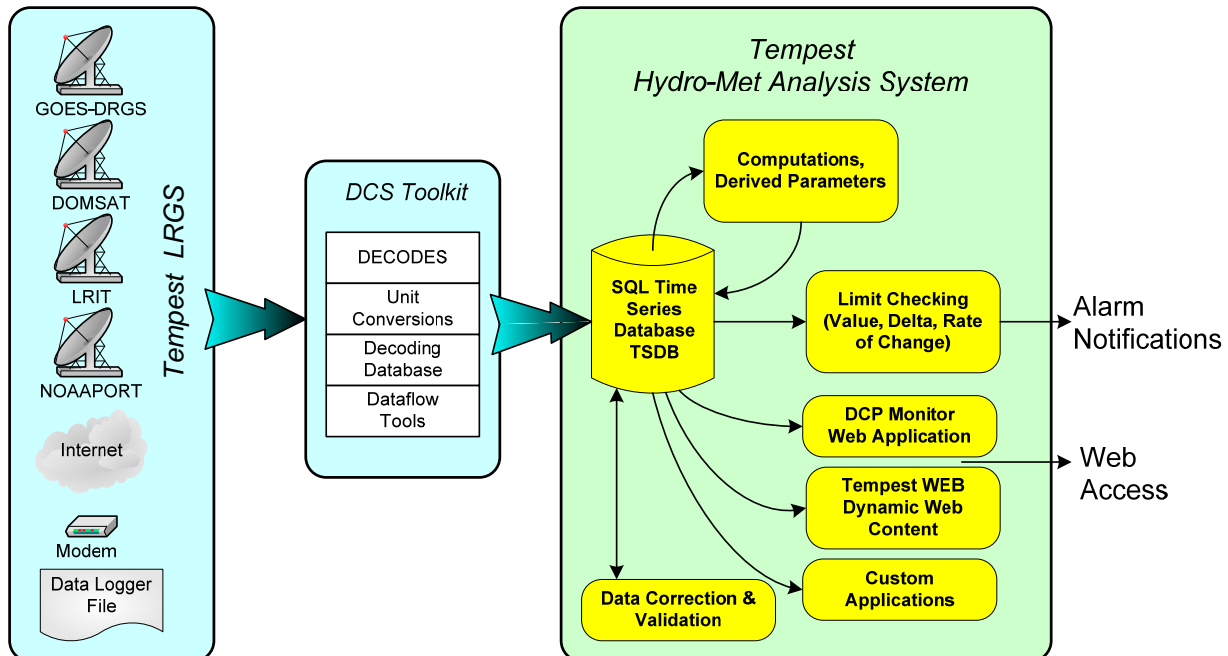 GOES-DRGS
DOMSAT
LRIT
NOAAPORT
Internet
Modem
Data Logger
File
Tempest LRGS
DCS Toolkit
DECODES
Unit
Conversions
Decoding
Database
Dataflow
Tools
Tempest
Hydro-Met Analysis System
Computations,
Derived Parameters
SQL Time
Series
Database
TSDB
Limit Checking
(Value, Delta, Rate
of Change)
DCP Monitor
Web Application
Tempest WEB
Dynamic Web
Content
Custom
Applications
Data Correction &
Validation
Alarm
Notifications
Web
Access